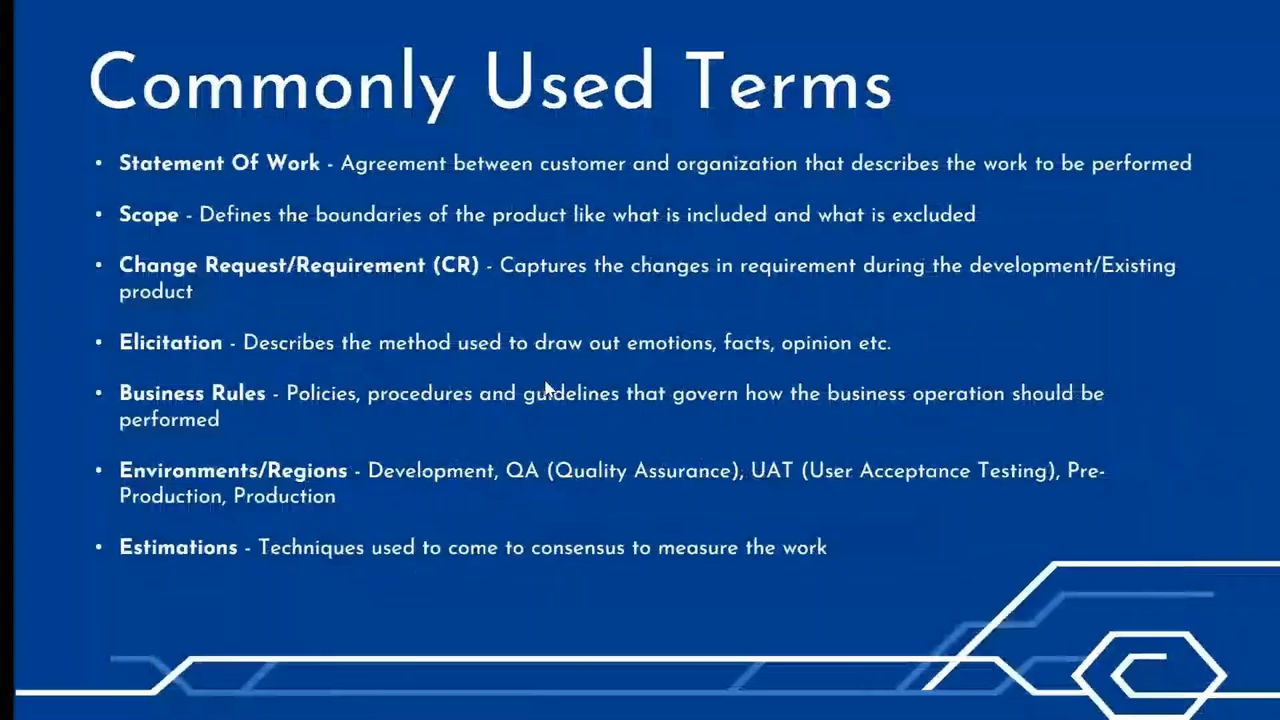 Commonly Used Terms
• Statement Of Work - Agreement between customer and organization that describes the work to be performed
• Scope - Defines the boundaries of the product like what is included and what is excluded
• Change Request/Requirement (CR) - Captures the changes in requirement during the development/Existing
product
• Elicitation - Describes the method used to draw out emotions, facts, opinion etc.
• Business Rules - Policies, procedures and guidelines that govern how the business operation should be
performed
• Environments/Regions - Development, QA (Quality Assurance), UAT (User Acceptance Testing), Pre-
Production, Production
• Estimations - Techniques used to come to consensus to measure the work